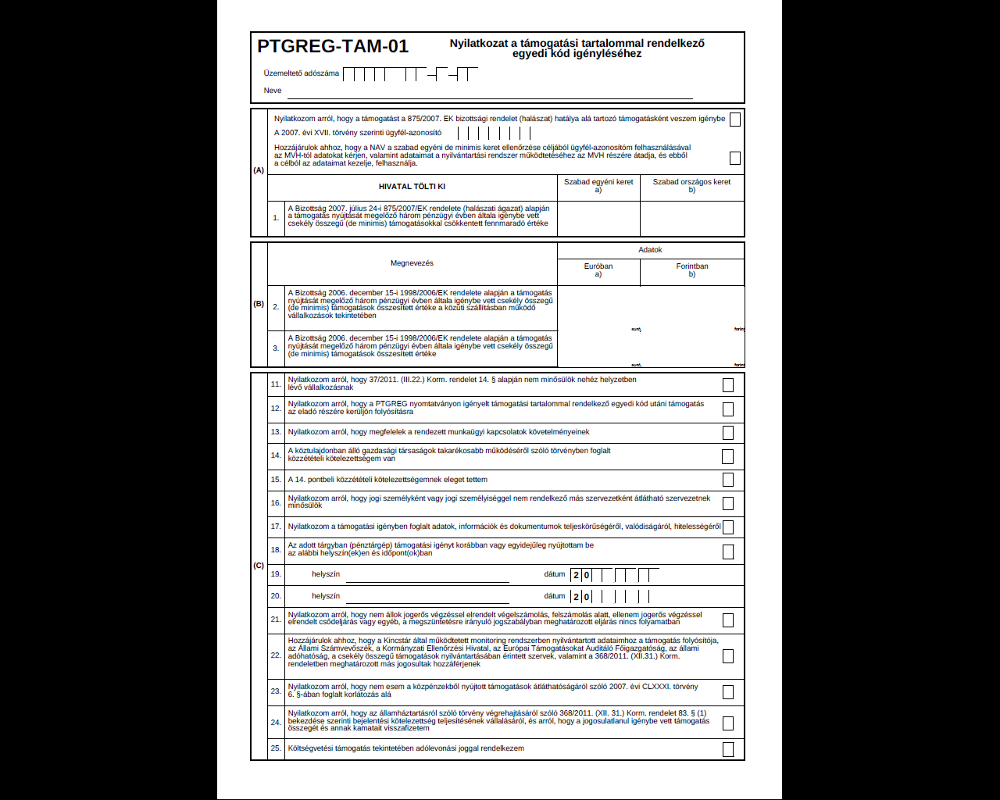 PTGREG-TAM-01
Nyilatkozat a támogatási tartalommal rendelkező
egyedi kód igényléséhez
Üzemeltető adószáma
Neve
(A)
Nyilatkozom arról, hogy a támogatást a 875/2007. EK bizottsági rendelet (halászat) hatálya alá tartozó támogatásként veszem igénybe
A 2007. évi XVII. törvény szerinti ügyfél-azonosító
Hozzájárulok ahhoz, hogy a NAV a szabad egyéni de minimis keret ellenőrzése céljából ügyfél-azonosítóm felhasználásával
az MVH-tól adatokat kérjen, valamint adataimat a nyilvántartási rendszer működtetéséhez az MVH részére átadja, és ebből
a célból az adataimat kezelje, felhasználja.
HIVATAL TÖLTI KI
Szabad egyéni keret
a)
Szabad országos keret
b)
1.
A Bizottság 2007. július 24-i 875/2007/EK rendelete (halászati ágazat) alapján
a támogatás nyújtását megelőző három pénzügyi évben általa igénybe vett
csekély összegű (de minimis) támogatásokkal csökkentett fennmaradó értéke
(B)
Megnevezés
Adatok
Euróban
a)
Forintban
b)
2.
A Bizottság 2006. december 15-i 1998/2006/EK rendelete alapján a támogatás
nyújtását megelőző három pénzügyi évben általa igénybe vett csekély összegű
(de minimis) támogatások összesített értéke a közúti szállításban működő
vállalkozások tekintetében
euró
forint
3.
A Bizottság 2006. december 15-i 1998/2006/EK rendelete alapján a támogatás
nyújtását megelőző három pénzügyi évben általa igénybe vett csekély összegű
(de minimis) támogatások összesített értéke
euró
forint
(C)
11.
Nyilatkozom arról, hogy 37/2011. (III.22.) Korm. rendelet 14. § alapján nem minősülök nehéz helyzetben
lévő vállalkozásnak
12.
Nyilatkozom arról, hogy a PTGREG nyomtatványon igényelt támogatási tartalommal rendelkező egyedi kód utáni támogatás
az eladó részére kerüljön folyósításra
13.
Nyilatkozom arról, hogy megfelelek a rendezett munkaügyi kapcsolatok követelményeinek
14.
A köztulajdonban álló gazdasági társaságok takarékosabb működéséről szóló törvényben foglalt
közzétételi kötelezettségem van
15.
A 14. pontbeli közzétételi kötelezettségemnek eleget tettem
16.
Nyilatkozom arról, hogy jogi személyként vagy jogi személyiséggel nem rendelkező más szervezetként átlátható szervezetnek
minősülök
17.
Nyilatkozom a támogatási igényben foglalt adatok, információk és dokumentumok teljeskörűségéről, valódiságáról, hitelességéről
18.
Az adott tárgyban (pénztárgép) támogatási igényt korábban vagy egyidejűleg nyújtottam be
az alábbi helyszín(ek)en és időpont(ok)ban
19.
helyszín
dátum
2 0
20.
helyszín
dátum
2 0
21.
Nyilatkozom arról, hogy nem állok jogerős végzéssel elrendelt végelszámolás, felszámolás alatt, ellenem jogerős végzéssel
elrendelt csődeljárás vagy egyéb, a megszüntetésre irányuló jogszabályban meghatározott eljárás nincs folyamatban
22.
Hozzájárulok ahhoz, hogy a Kincstár által működtetett monitoring rendszerben nyilvántartott adataimhoz a támogatás folyósítója,
az Állami Számvevőszék, a Kormányzati Ellenőrzési Hivatal, az Európai Támogatásokat Auditáló Főigazgatóság, az állami
adóhatóság, a csekély összegű támogatások nyilvántartásában érintett szervek, valamint a 368/2011. (XII.31.) Korm.
rendeletben meghatározott más jogosultak hozzáférjenek
23.
Nyilatkozom arról, hogy nem esem a közpénzekből nyújtott támogatások átláthatóságáról szóló 2007. évi CLXXXI. törvény
6. §-ában foglalt korlátozás alá
24.
Nyilatkozom arról, hogy az államháztartásról szóló törvény végrehajtásáról szóló 368/2011. (XII. 31.) Korm. rendelet 83. § (1)
bekezdése szerinti bejelentési kötelezettség teljesítésének vállalásáról, és arról, hogy a jogosulatlanul igénybe vett támogatás
összegét és annak kamatait visszafizetem
25.
Költségvetési támogatás tekintetében adólevonási joggal rendelkezem